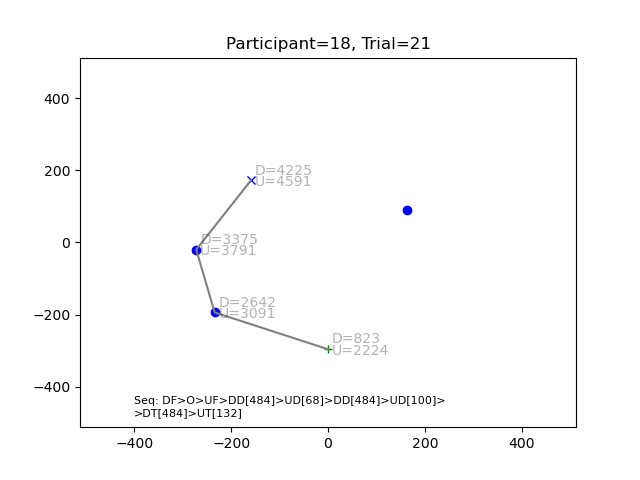 Participant=18, Trial=21
400
200
0
−200
−400
D=4225
U=4591
D=3375
U=3791
D=2642
U=3091
D=823
U=2224
Seq: DF>O>UF>DD[484]>UD[68]>DD[484]>UD[100]>
>DT[484]>UT[132]
−400 −200 0 200 400